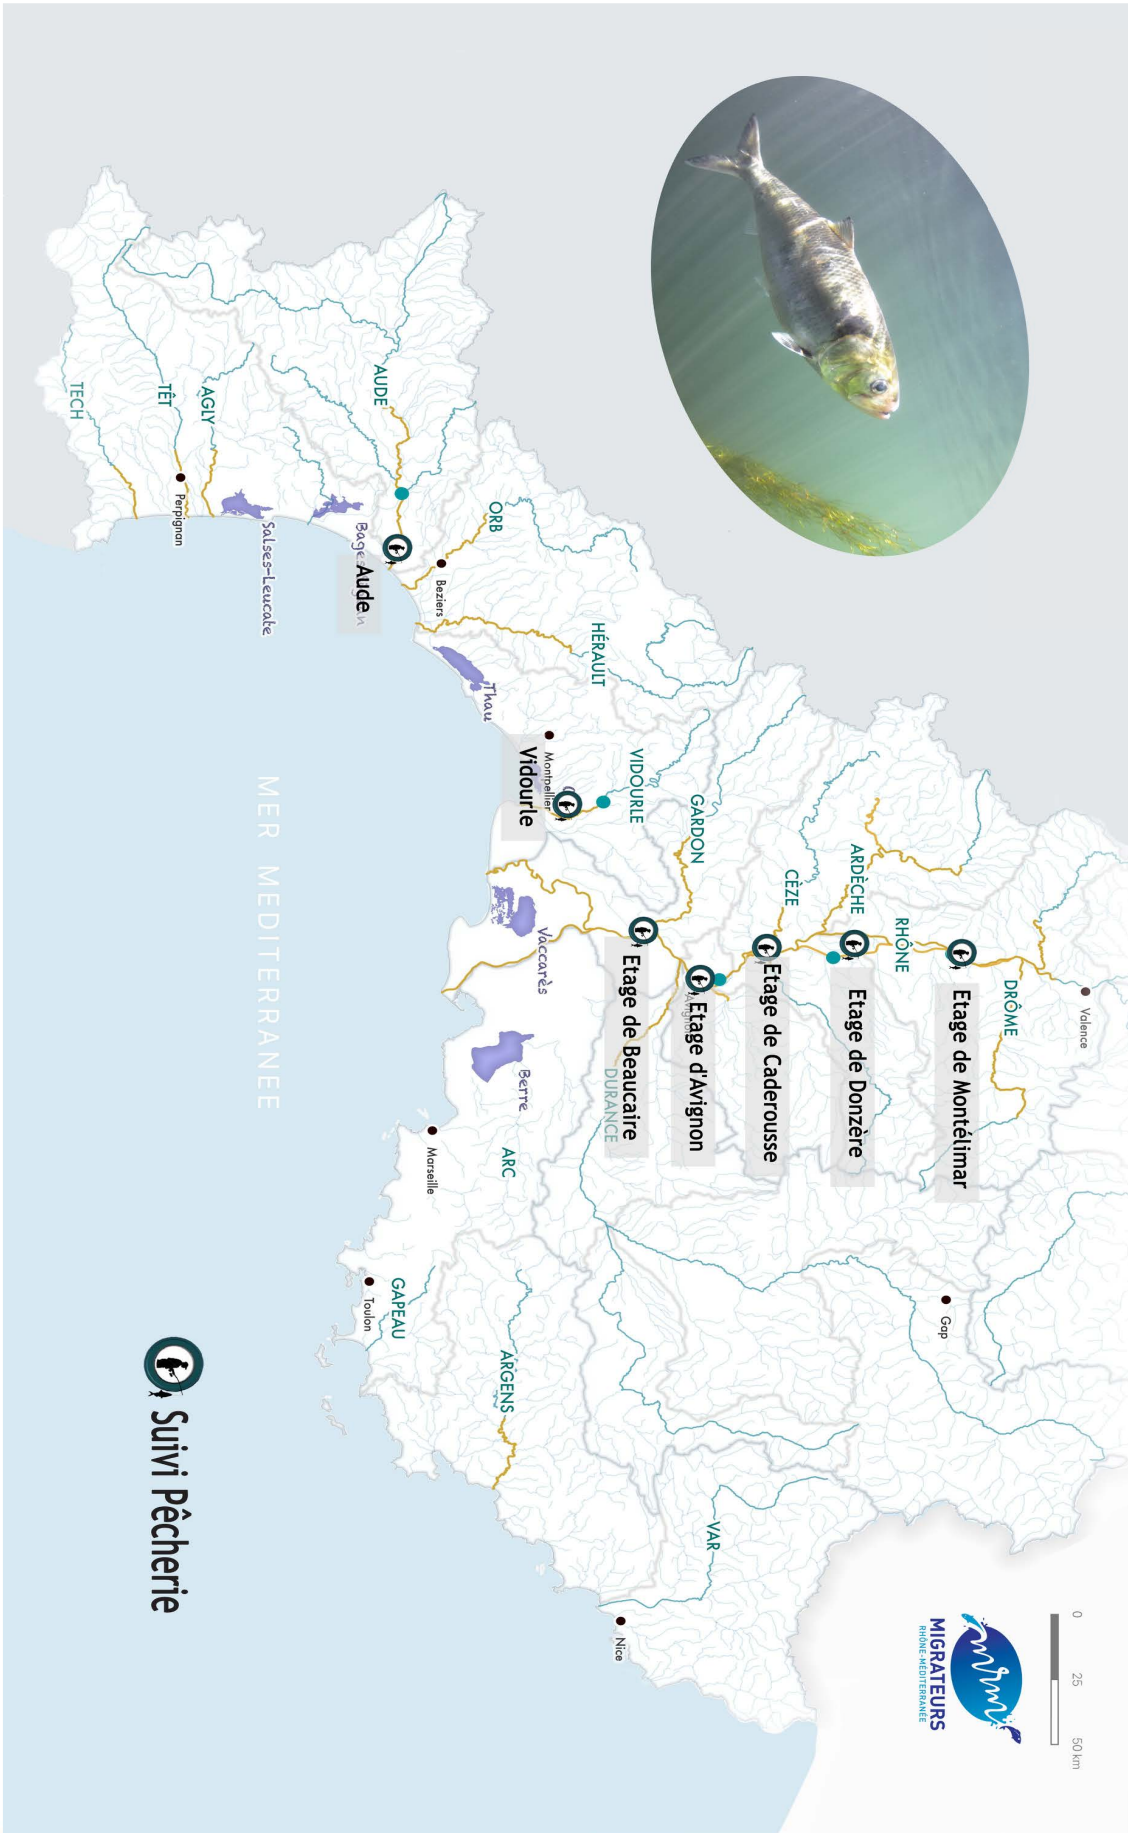 Valence
DRÔME
Etage de Montélimar
Gap
RHÔNE
Etage de Donzère
ARDÈCHE
CÈZE
Etage de Caderousse
GARDON
Etage d'Avignon
VIDOURLE
Etage de Beaucaire
DURANCE
HÉRAULT
Montpellier
Vidourle
Vaccarès
Berre
ARC
Marseille
ARGENS
GAPEAU
Toulon
VAR
Nice
ORB
Beziers
Thau
AUDE
Bages
Aude
AGLY
Salses-Leucate
TÊT
Perpignan
TECH
MER MEDITERRANEE
Suivi Pêcherie
0 25 50 km
mrm
MIGRATEURS
RHÔNE-MÉDITERRANÉE